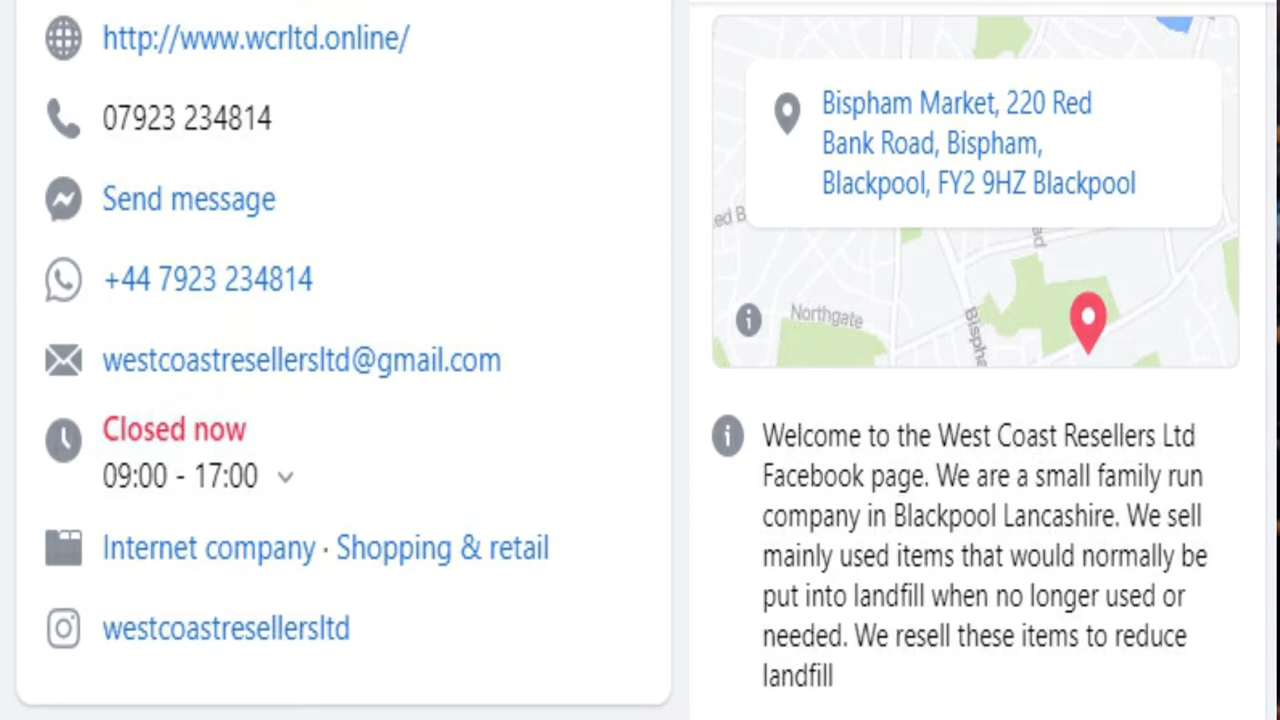 http://www.wcrltd.online/
07923 234814
Send message
+44 7923 234814
westcoastresellersltd@gmail.com
Closed now
09:00 - 17:00
Internet company · Shopping & retail
westcoastresellersltd
Bispham Market, 220 Red
Bank Road, Bispham,
Blackpool, FY2 9HZ Blackpool
ed B
ad
Northgate
Bispha
Welcome to the West Coast Resellers Ltd
Facebook page. We are a small family run
company in Blackpool Lancashire. We sell
mainly used items that would normally be
put into landfill when no longer used or
needed. We resell these items to reduce
landfill